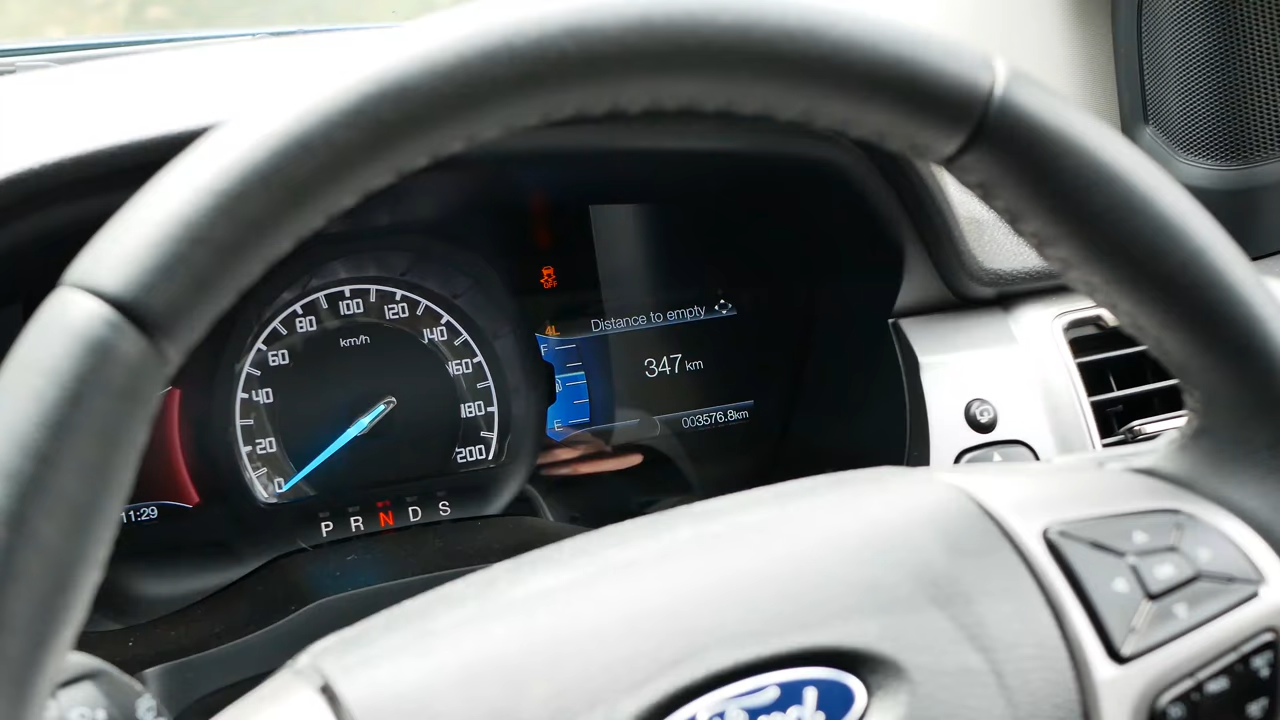 OFF
4L
Distance to empty
347 km
F
E
003576.8km
km/h
0
20
40
60
80
100
120
140
160
180
200
P R N D S
11:29
Ford